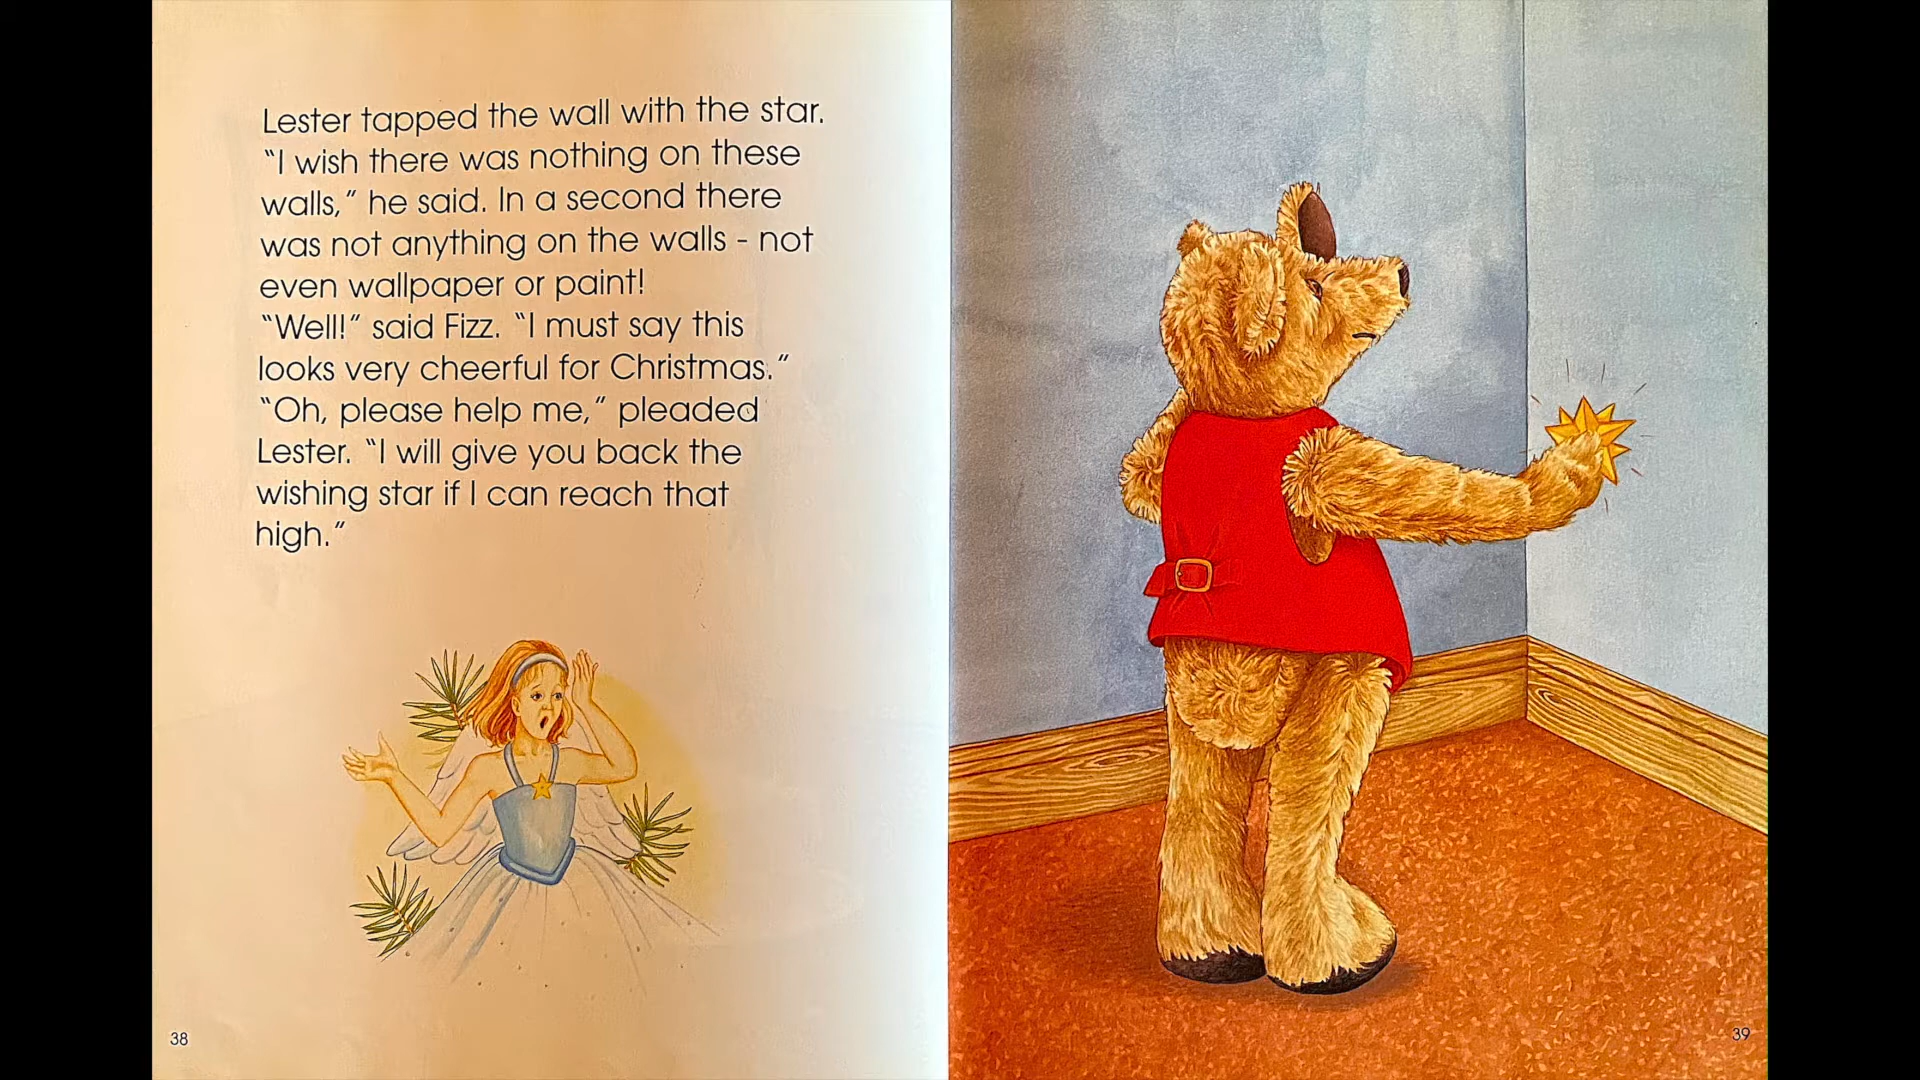 Lester tapped the wall with the star.
“I wish there was nothing on these
walls,” he said. In a second there
was not anything on the walls - not
even wallpaper or paint!
“Well!” said Fizz. “I must say this
looks very cheerful for Christmas.”
“Oh, please help me,” pleaded
Lester. “I will give you back the
wishing star if I can reach that
high.”
38
39